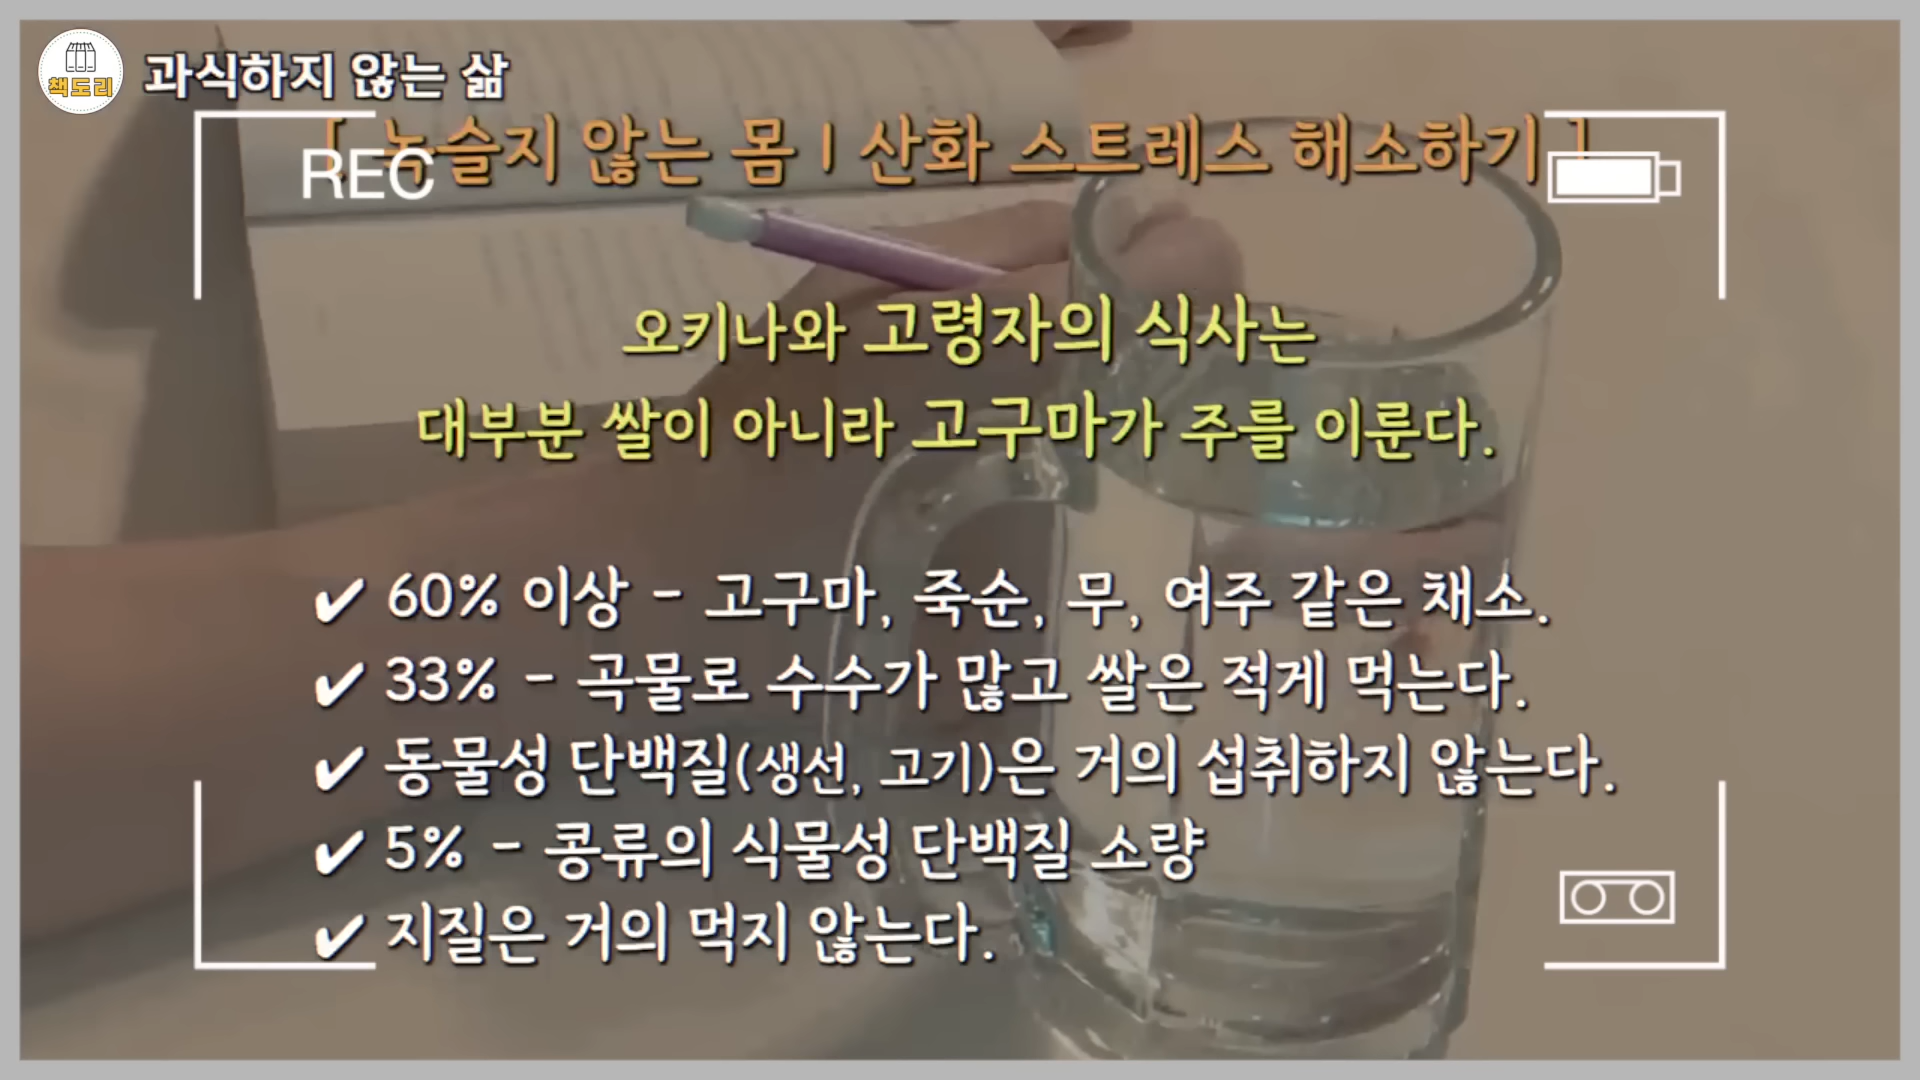 책도리
과식하지 않는 삶
[ 녹슬지 않는 몸 | 산화 스트레스 해소하기 ]
REC
오키나와 고령자의 식사는
대부분 쌀이 아니라 고구마가 주를 이룬다.
✔ 60% 이상 - 고구마, 죽순, 무, 여주 같은 채소.
✔ 33% - 곡물로 수수가 많고 쌀은 적게 먹는다.
✔ 동물성 단백질(생선, 고기)은 거의 섭취하지 않는다.
✔ 5% - 콩류의 식물성 단백질 소량
✔ 지질은 거의 먹지 않는다.